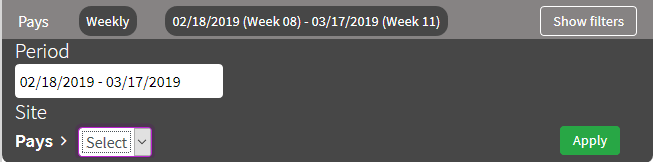 Pays Weekly 02/18/2019 (Week 08) - 03/17/2019 (Week 11) Show filters
Period
02/18/2019 - 03/17/2019
Site
Pays > Select Apply